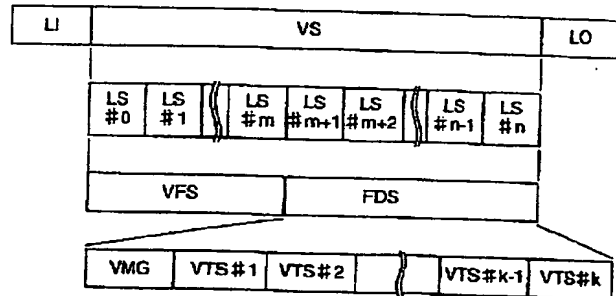 LI VS LO
LS LS LS LS LS LS LS
#0 #1 #m #m+1 #m+2 #n-1 #n
VFS FDS
VMG VTS#1 VTS#2 VTS#k-1 VTS#k